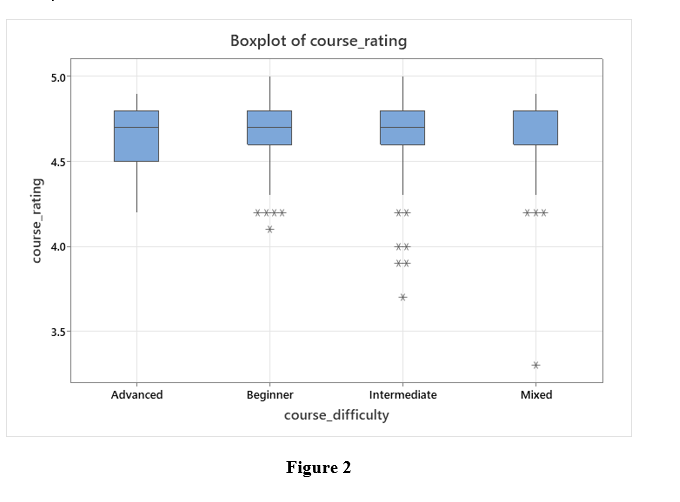 Boxplot of course_rating
5.0
4.5
4.0
3.5
course_rating
Advanced Beginner Intermediate Mixed
course_difficulty
Figure 2